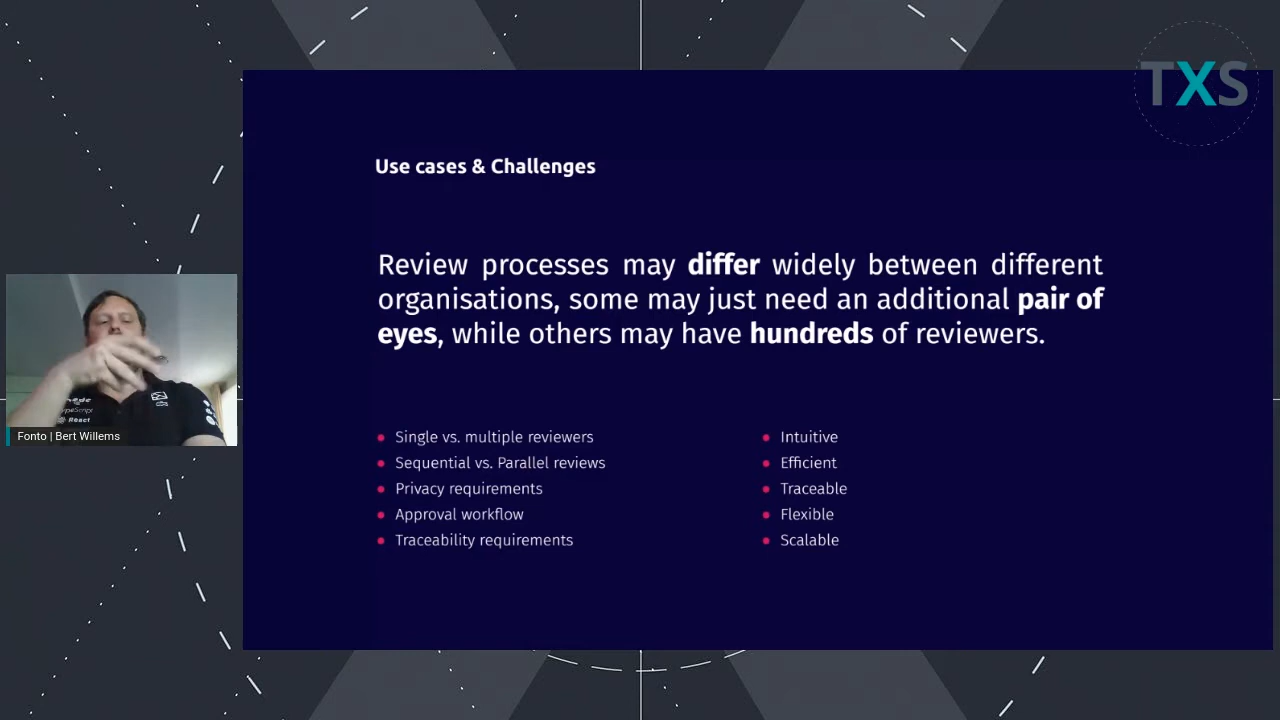 TXS
Use cases & Challenges
Review processes may differ widely between different
organisations, some may just need an additional pair of
eyes, while others may have hundreds of reviewers.
Single vs. multiple reviewers
Sequential vs. Parallel reviews
Privacy requirements
Approval workflow
Traceability requirements
Intuitive
Efficient
Traceable
Flexible
Scalable
React
Fonto | Bert Willems